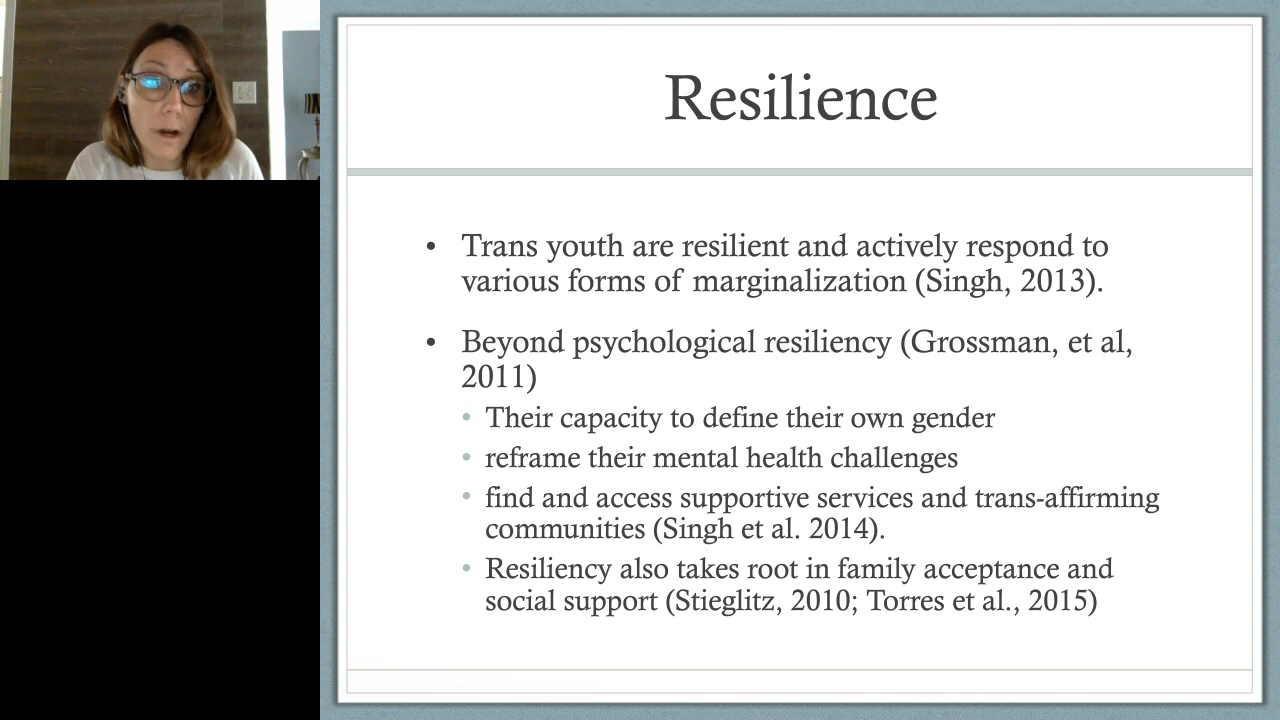 Resilience
• Trans youth are resilient and actively respond to
various forms of marginalization (Singh, 2013).
• Beyond psychological resiliency (Grossman, et al,
2011)
• Their capacity to define their own gender
• reframe their mental health challenges
• find and access supportive services and trans-affirming
communities (Singh et al. 2014).
• Resiliency also takes root in family acceptance and
social support (Stieglitz, 2010; Torres et al., 2015)